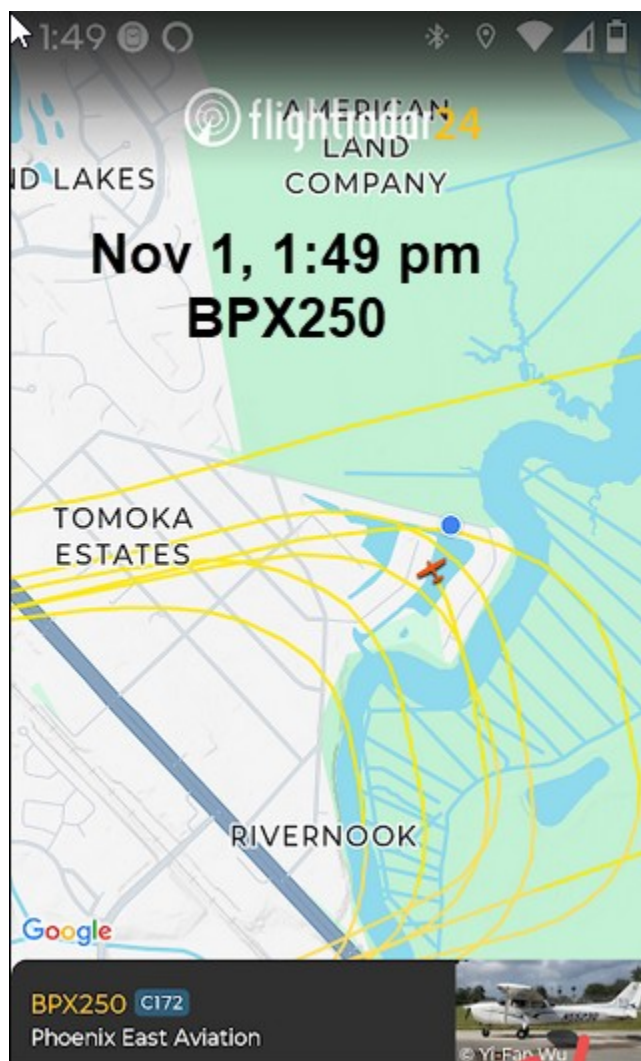 1:49
AMERICAN
flightradar24
LAND
COMPANY
ND LAKES
Nov 1, 1:49 pm
BPX250
TOMOKA
ESTATES
RIVERNOOK
Google
BPX250 C172
Phoenix East Aviation
© Yi-Fan Wu